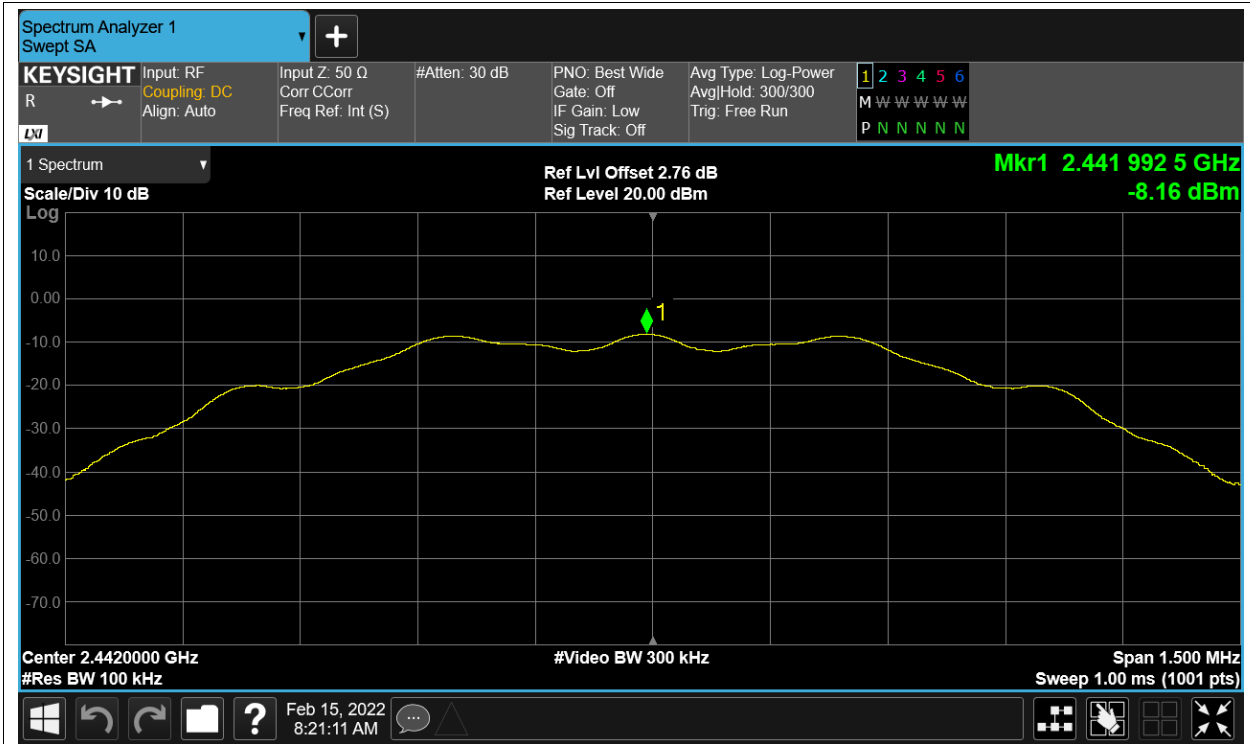 Spectrum Analyzer 1
Swept SA
KEYSIGHT
R
LXI
Input: RF
Coupling: DC
Align: Auto
Input Z: 50 Ω
Corr CCorr
Freq Ref: Int (S)
#Atten: 30 dB
PNO: Best Wide
Gate: Off
IF Gain: Low
Sig Track: Off
Avg Type: Log-Power
Avg|Hold: 300/300
Trig: Free Run
1 2 3 4 5 6
M W W W W W
P N N N N N
1 Spectrum
Scale/Div 10 dB
Log
Ref Lvl Offset 2.76 dB
Ref Level 20.00 dBm
Mkr1 2.441 992 5 GHz
-8.16 dBm
10.0
0.00
1
-10.0
-20.0
-30.0
-40.0
-50.0
-60.0
-70.0
Center 2.4420000 GHz
#Video BW 300 kHz
Span 1.500 MHz
#Res BW 100 kHz
Sweep 1.00 ms (1001 pts)
?
Feb 15, 2022
8:21:11 AM